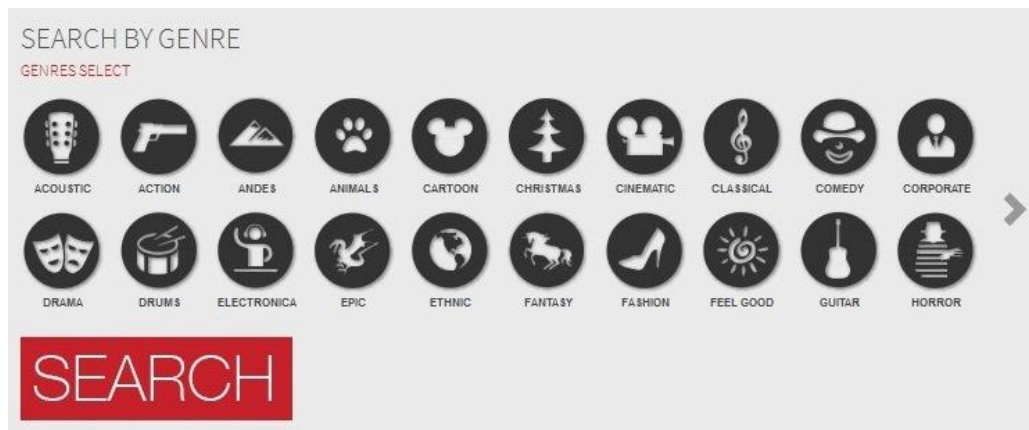 SEARCH BY GENRE
GENRES SELECT
ACOUSTIC ACTION ANDES ANIMALS CARTOON CHRISTMAS CINEMATIC CLASSICAL COMEDY CORPORATE
DRAMA DRUMS ELECTRONICA EPIC ETHNIC FANTASY FASHION FEEL GOOD GUITAR HORROR
SEARCH